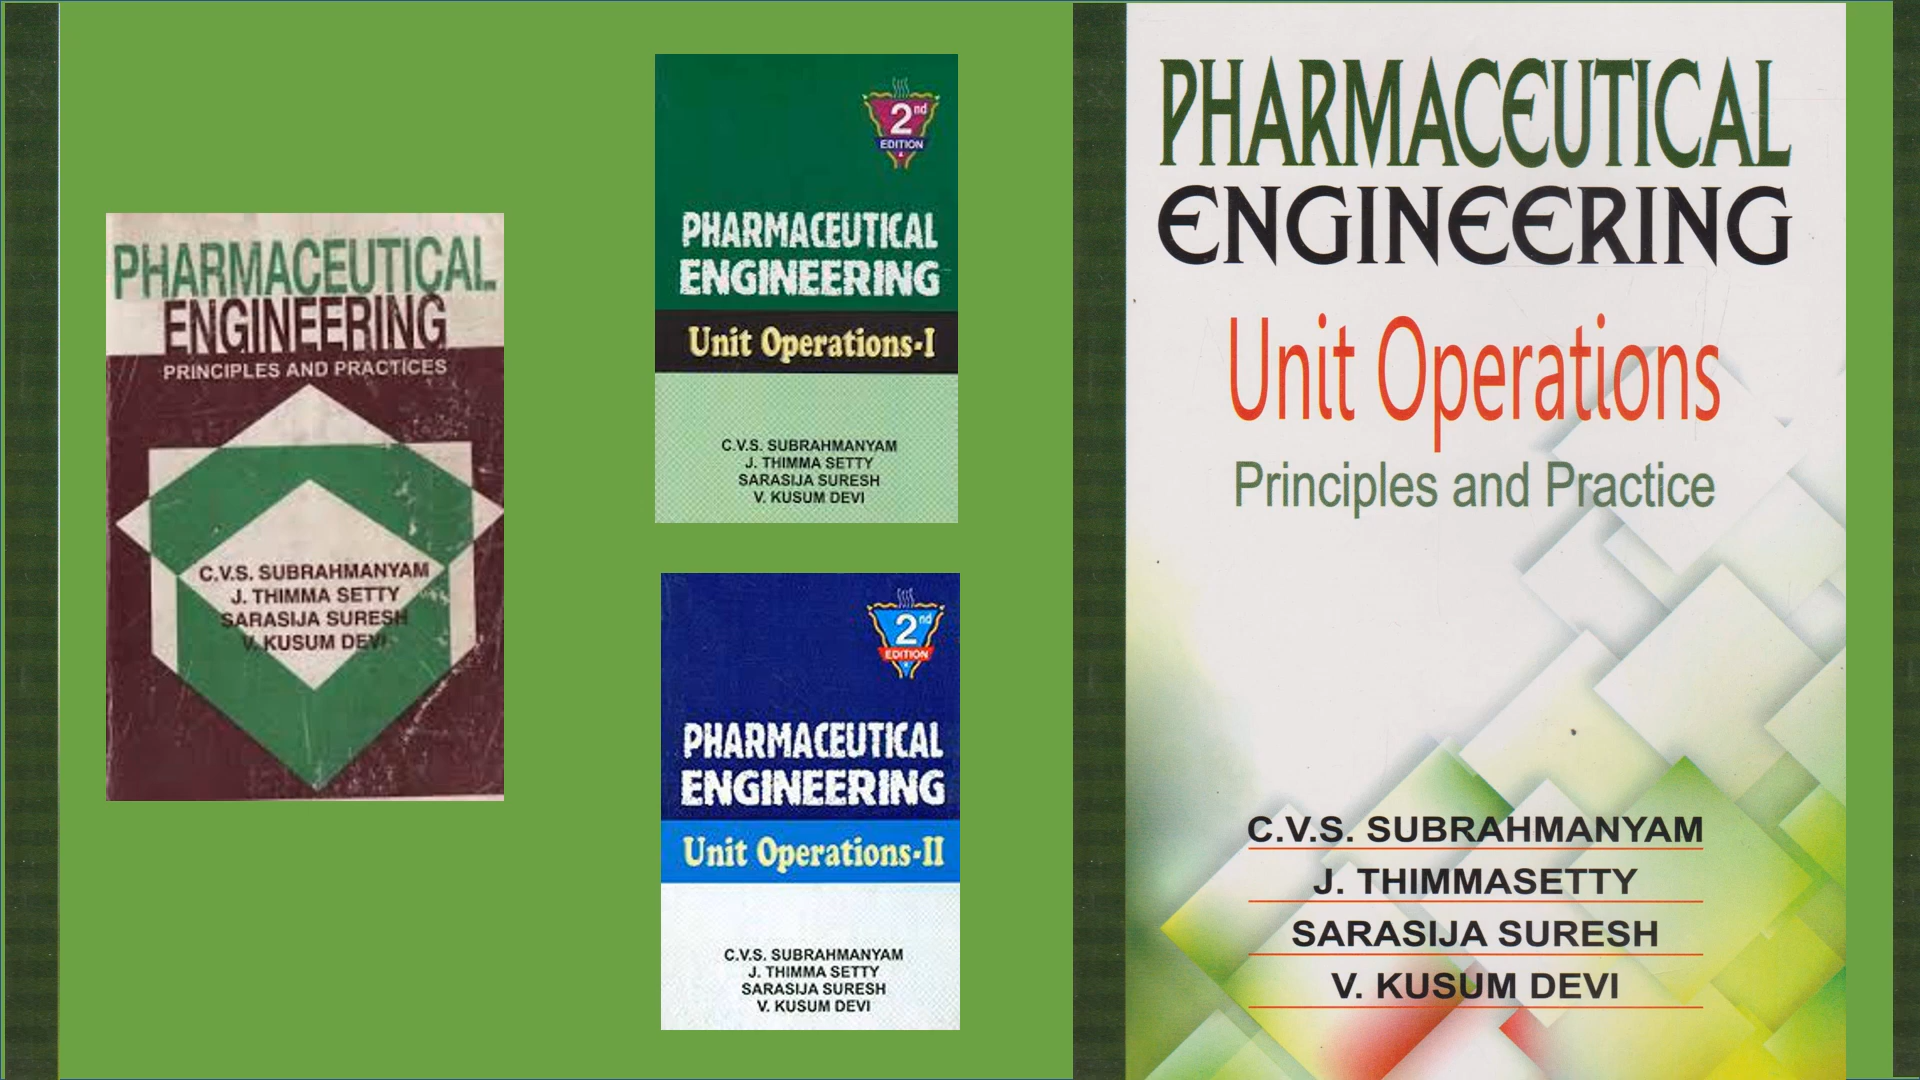 PHARMACEUTICAL
ENGINEERING
PRINCIPLES AND PRACTICES
C.V.S. SUBRAHMANYAM
J. THIMMA SETTY
SARASIJA SURESH
V. KUSUM DEVI
2nd
EDITION
PHARMACEUTICAL
ENGINEERING
Unit Operations-I
C.V.S. SUBRAHMANYAM
J. THIMMA SETTY
SARASIJA SURESH
V. KUSUM DEVI
2nd
EDITION
PHARMACEUTICAL
ENGINEERING
Unit Operations-II
C.V.S. SUBRAHMANYAM
J. THIMMA SETTY
SARASIJA SURESH
V. KUSUM DEVI
PHARMACEUTICAL
ENGINEERING
Unit Operations
Principles and Practice
C.V.S. SUBRAHMANYAM
J. THIMMASETTY
SARASIJA SURESH
V. KUSUM DEVI